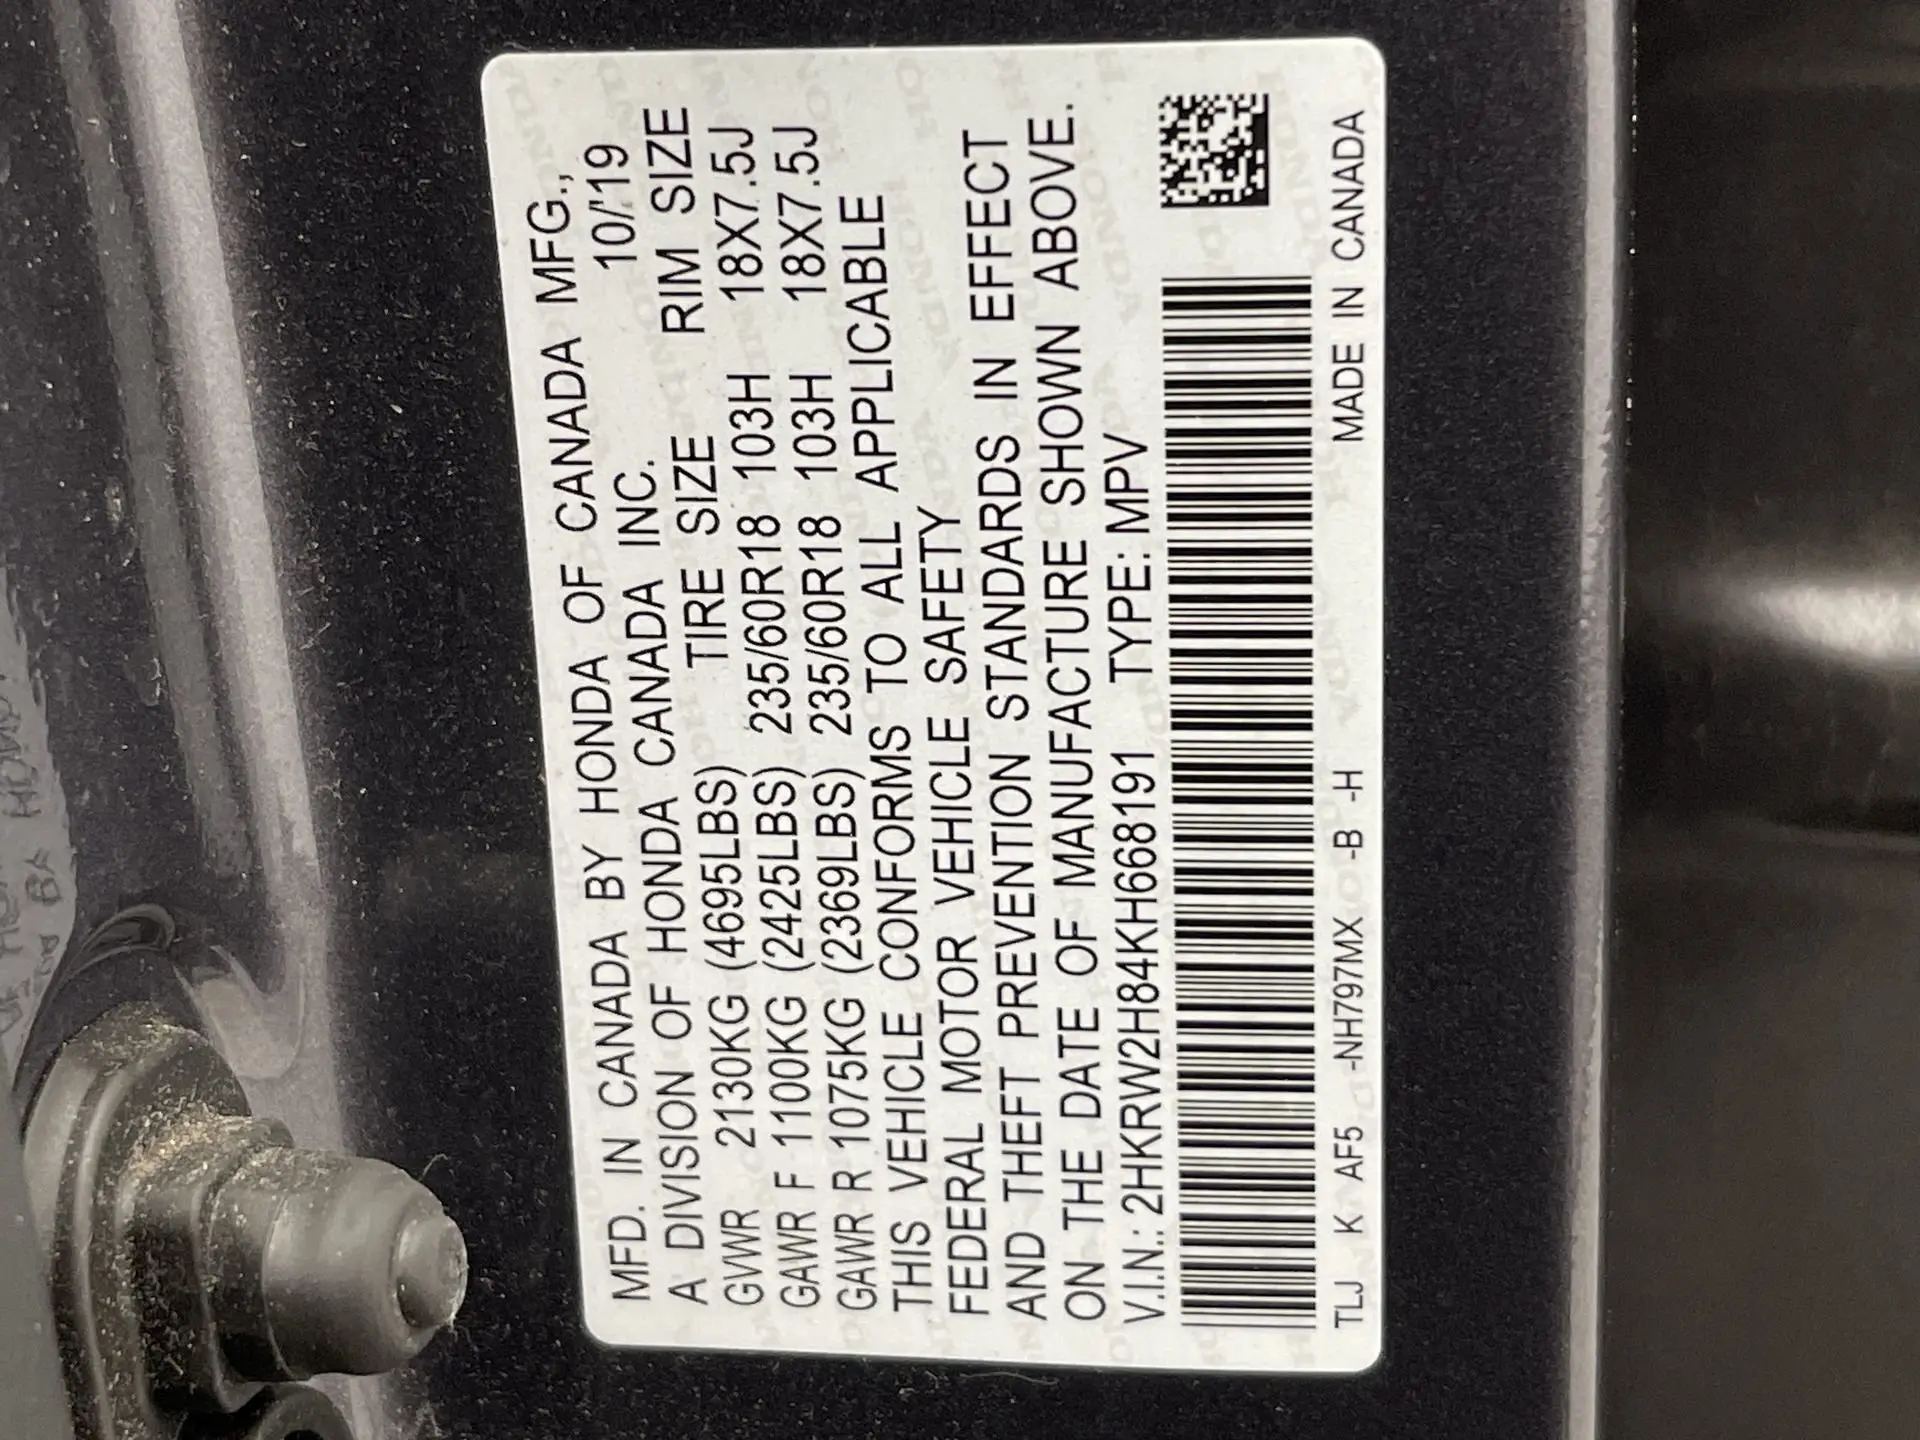 MFD. IN CANADA BY HONDA OF CANADA MFG.,
A DIVISION OF HONDA CANADA INC. 10/'19
TIRE SIZE RIM SIZE
GVWR 2130KG (4695LBS)
GAWR F 1100KG (2425LBS) 235/60R18 103H 18X7.5J
GAWR R 1075KG (2369LBS) 235/60R18 103H 18X7.5J
THIS VEHICLE CONFORMS TO ALL APPLICABLE
FEDERAL MOTOR VEHICLE SAFETY
AND THEFT PREVENTION STANDARDS IN EFFECT
ON THE DATE OF MANUFACTURE SHOWN ABOVE.
V.I.N.: 2HKRW2H84KH668191 TYPE: MPV
TLJ K AF5 -NH797MX -B -H MADE IN CANADA